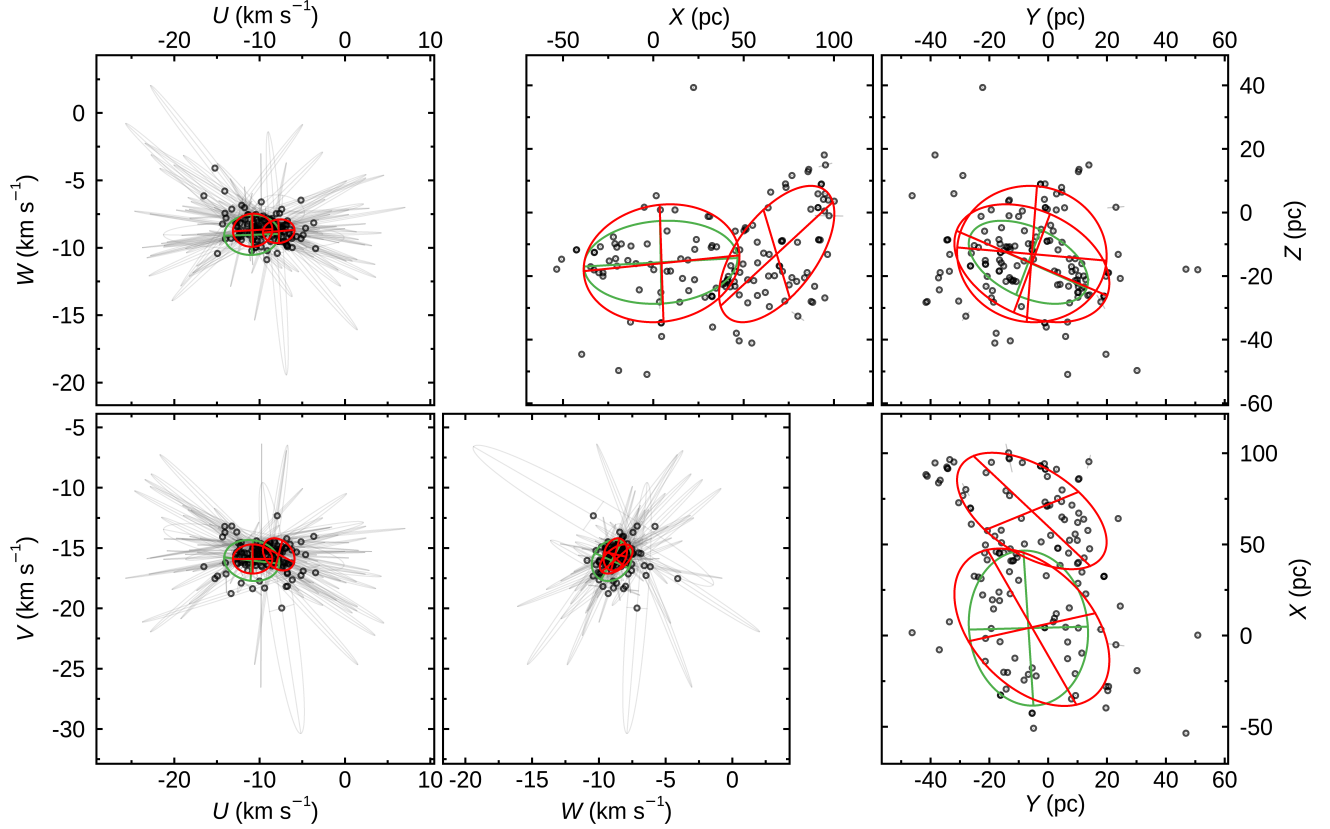 U (km s⁻¹)
X (pc)
Y (pc)
-20 -10 0 10
-50 0 50 100
-40 -20 0 20 40 60
W (km s⁻¹)
0
-5
-10
-15
-20
40
20
0
-20
-40
-60
Z (pc)
V (km s⁻¹)
-5
-10
-15
-20
-25
-30
100
50
0
-50
X (pc)
-20 -10 0 10
-20 -15 -10 -5 0
-40 -20 0 20 40 60
U (km s⁻¹)
W (km s⁻¹)
Y (pc)